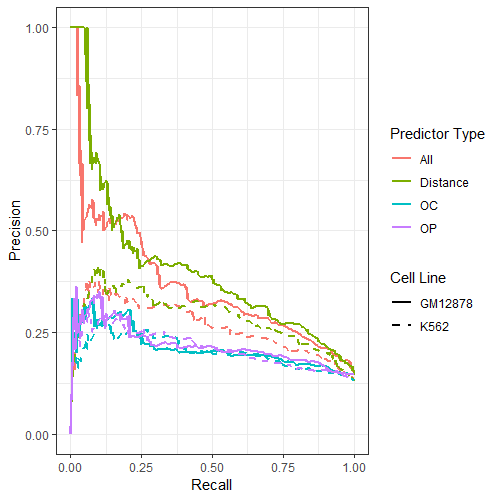 1.00
0.75
0.50
0.25
0.00
Precision
0.00 0.25 0.50 0.75 1.00
Recall
Predictor Type
All
Distance
OC
OP
Cell Line
GM12878
K562